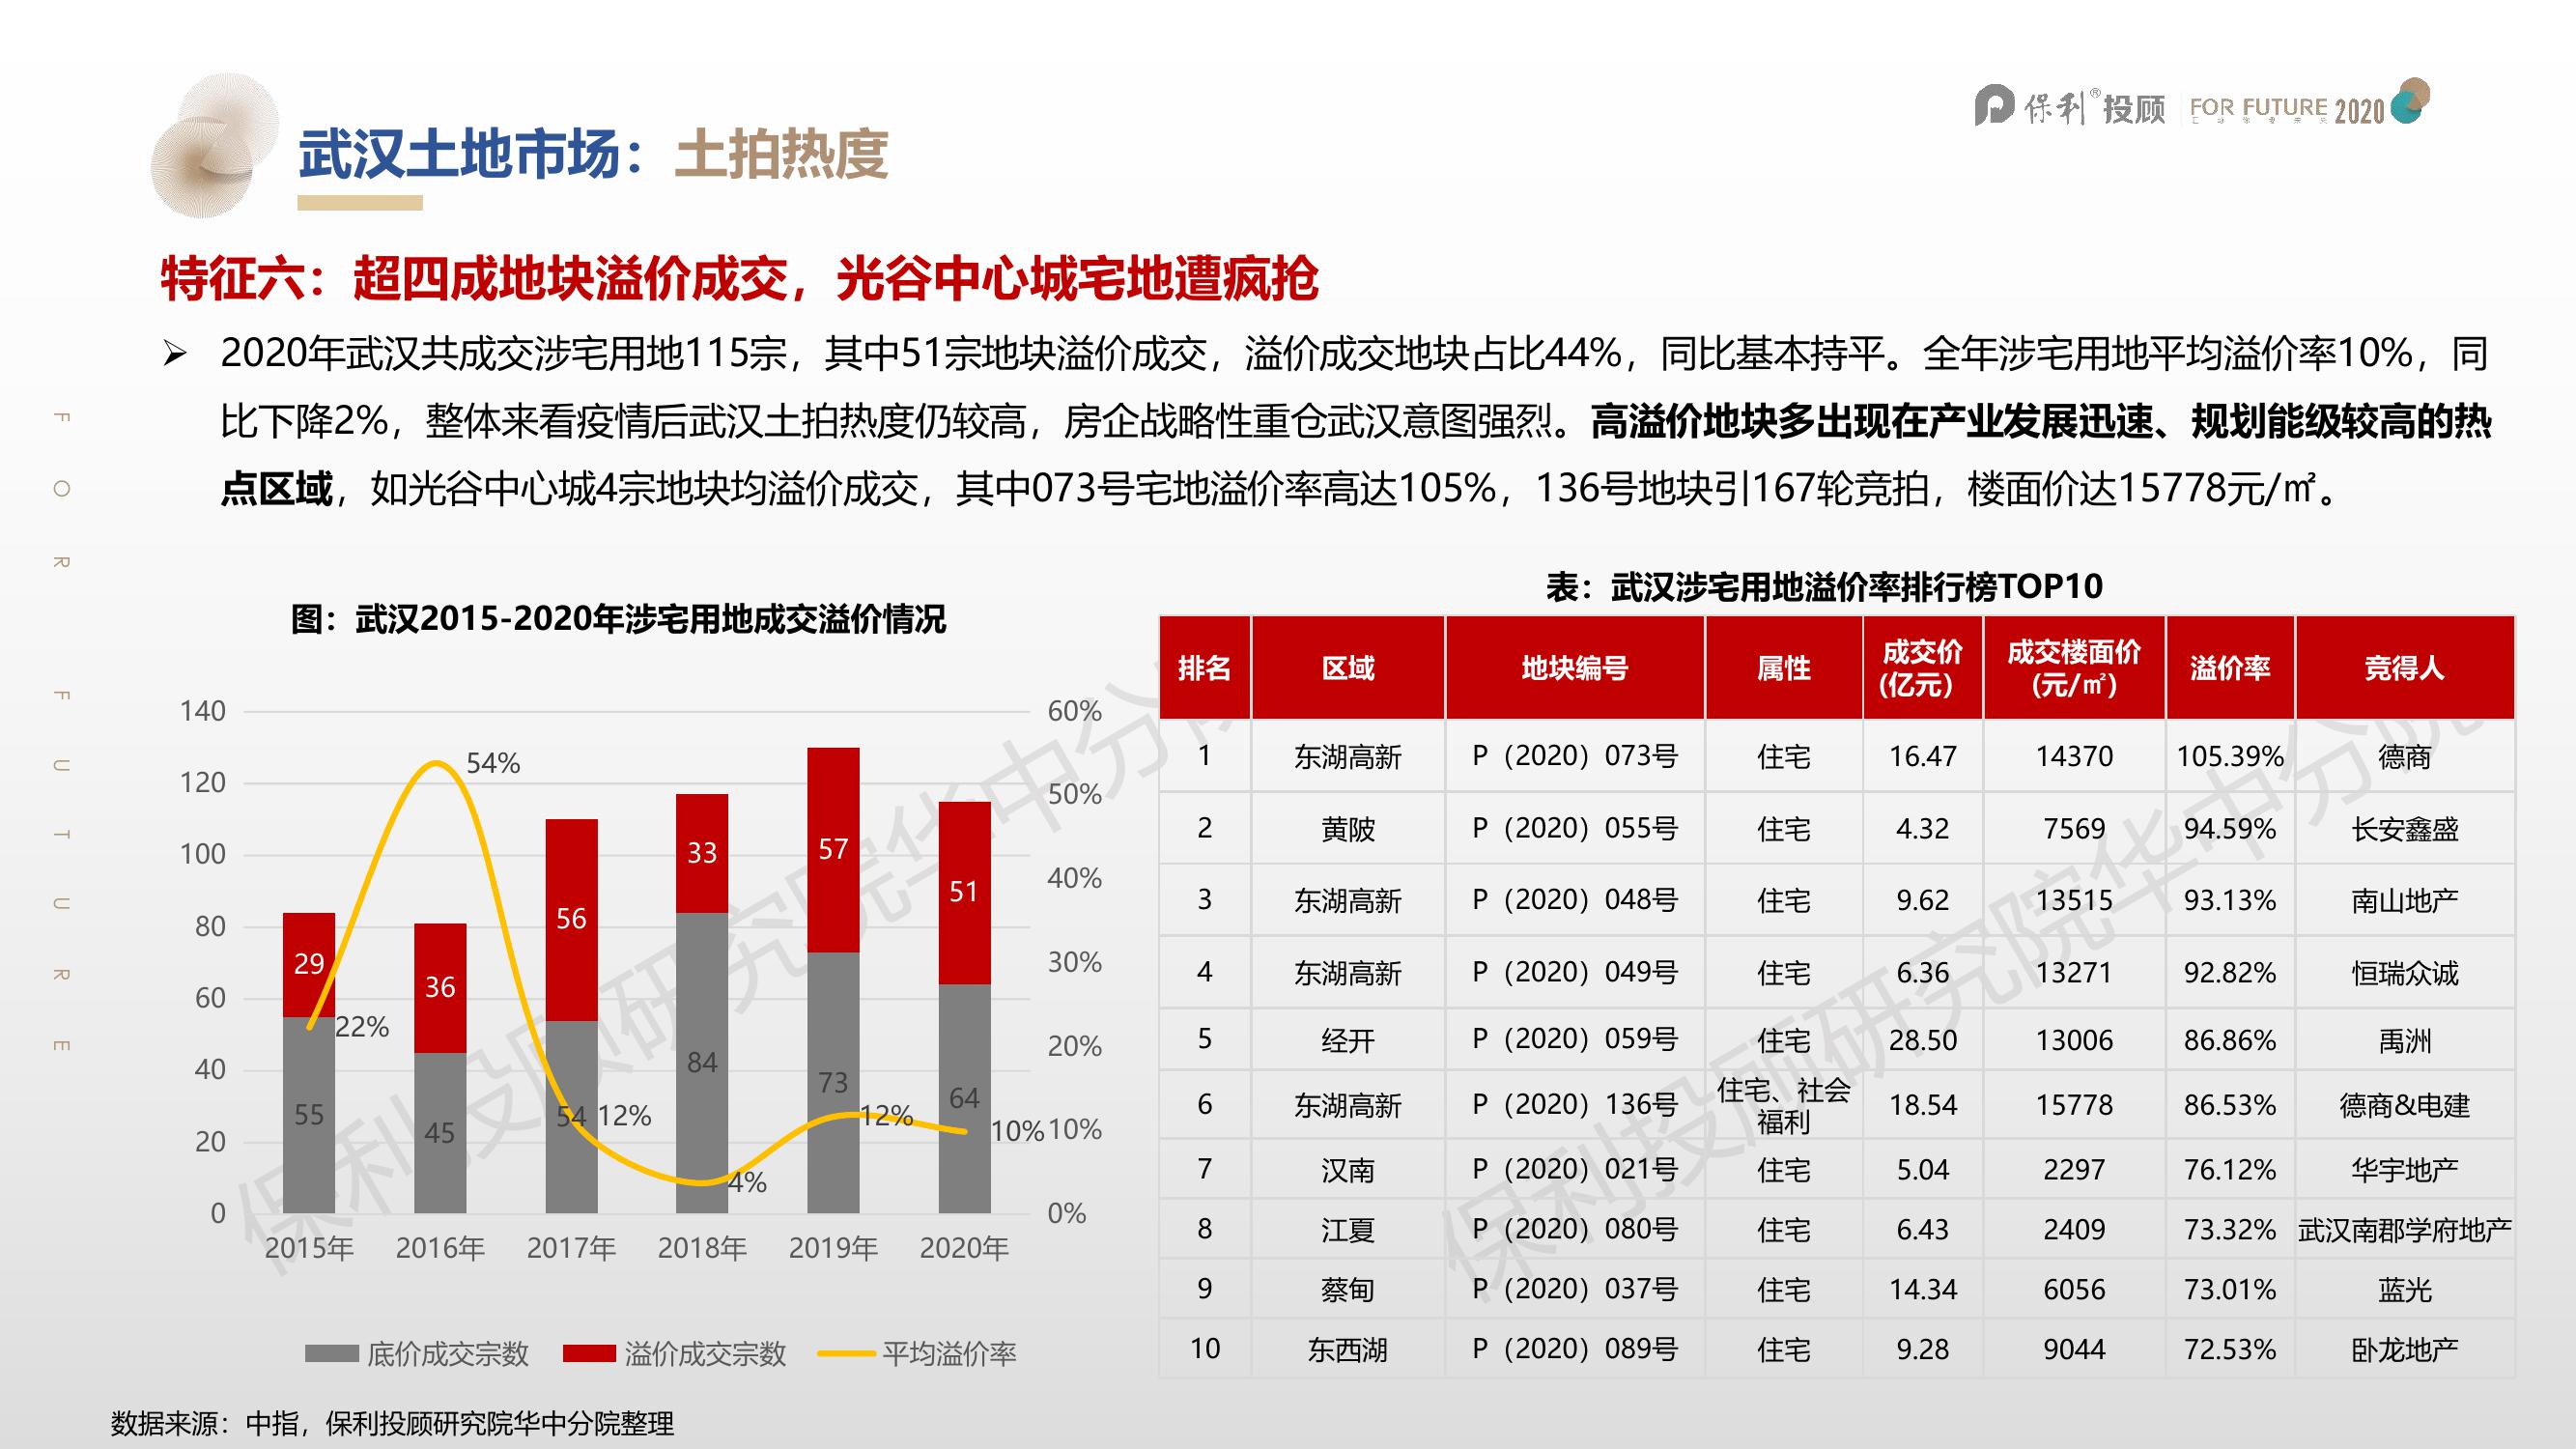 保利®投顾 FOR FUTURE 2020
武汉土地市场：土拍热度
特征六：超四成地块溢价成交，光谷中心城宅地遭疯抢
➢ 2020年武汉共成交涉宅用地115宗，其中51宗地块溢价成交，溢价成交地块占比44%，同比基本持平。全年涉宅用地平均溢价率10%，同
比下降2%，整体来看疫情后武汉土拍热度仍较高，房企战略性重仓武汉意图强烈。高溢价地块多出现在产业发展迅速、规划能级较高的热
点区域，如光谷中心城4宗地块均溢价成交，其中073号宅地溢价率高达105%，136号地块引167轮竞拍，楼面价达15778元/㎡。
FOR FUTURE
图：武汉2015-2020年涉宅用地成交溢价情况
140 60%
120 50%
100 40%
80 30%
60 20%
40 10%
20 0%
0
54%
22%
12%
4%
12%
10%
29 36 56 33 57 51
55 45 54 84 73 64
2015年 2016年 2017年 2018年 2019年 2020年
底价成交宗数 溢价成交宗数 平均溢价率
表：武汉涉宅用地溢价率排行榜TOP10
排名 区域 地块编号 属性 成交价(亿元） 成交楼面价(元/㎡) 溢价率 竞得人
1 东湖高新 P（2020）073号 住宅 16.47 14370 105.39% 德商
2 黄陂 P（2020）055号 住宅 4.32 7569 94.59% 长安鑫盛
3 东湖高新 P（2020）048号 住宅 9.62 13515 93.13% 南山地产
4 东湖高新 P（2020）049号 住宅 6.36 13271 92.82% 恒瑞众诚
5 经开 P（2020）059号 住宅 28.50 13006 86.86% 禹洲
6 东湖高新 P（2020）136号 住宅、社会福利 18.54 15778 86.53% 德商&电建
7 汉南 P（2020）021号 住宅 5.04 2297 76.12% 华宇地产
8 江夏 P（2020）080号 住宅 6.43 2409 73.32% 武汉南郡学府地产
9 蔡甸 P（2020）037号 住宅 14.34 6056 73.01% 蓝光
10 东西湖 P（2020）089号 住宅 9.28 9044 72.53% 卧龙地产
保利投顾研究院华中分院
保利投顾研究院华中分院
数据来源：中指，保利投顾研究院华中分院整理